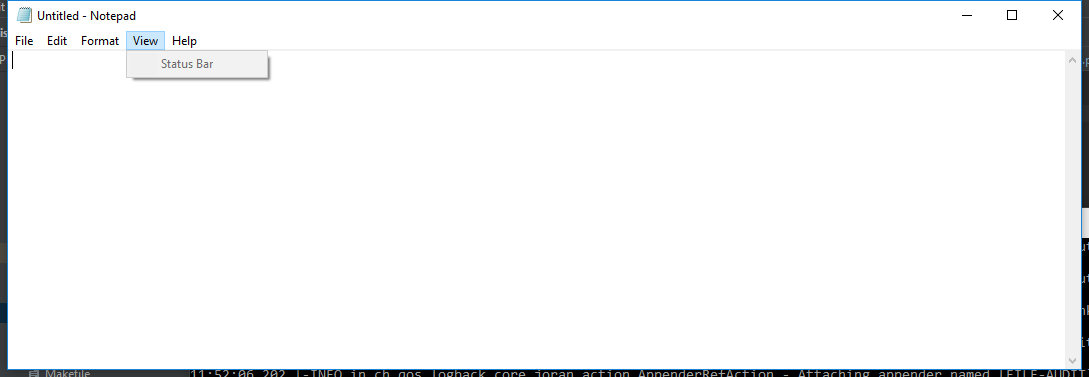 Untitled - Notepad
File Edit Format View Help
Status Bar
Makefile
11:52:06,202 |-INFO in ch.qos.logback.core.joran.action.AppenderRefAction - Attaching appender named [FILE-AUDIT